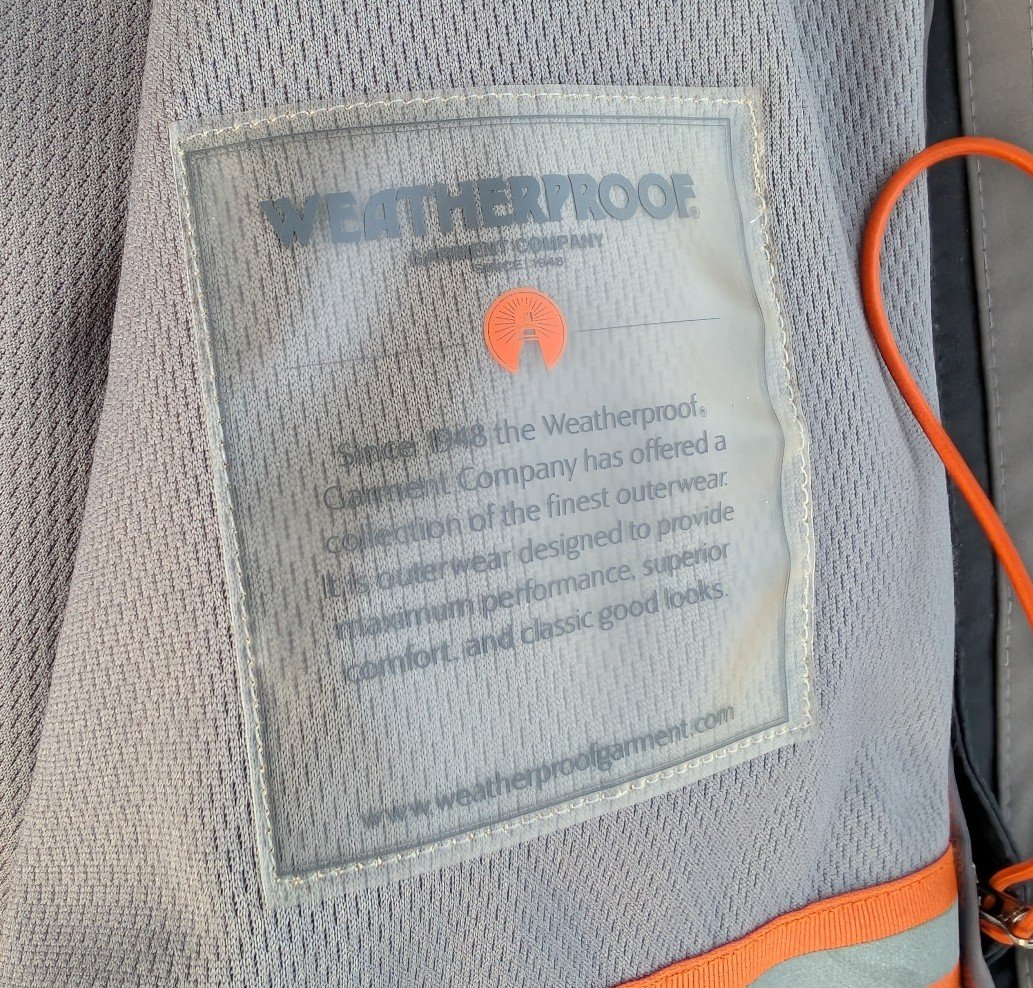 WEATHERPROOF®
GARMENT COMPANY
SINCE 1948
Since 1948 the Weatherproof®
Garment Company has offered a
collection of the finest outerwear.
It is outerwear designed to provide
maximum performance, superior
comfort, and classic good looks.
www.weatherproofgarment.com